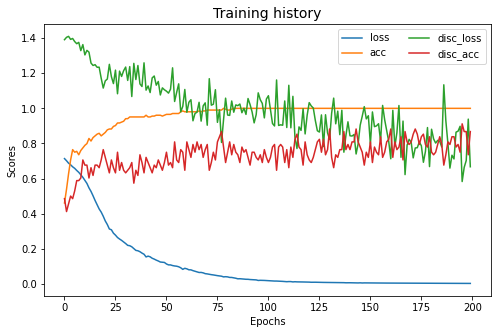 Training history
loss
acc
disc_loss
disc_acc
Scores
1.4
1.2
1.0
0.8
0.6
0.4
0.2
0.0
0 25 50 75 100 125 150 175 200
Epochs